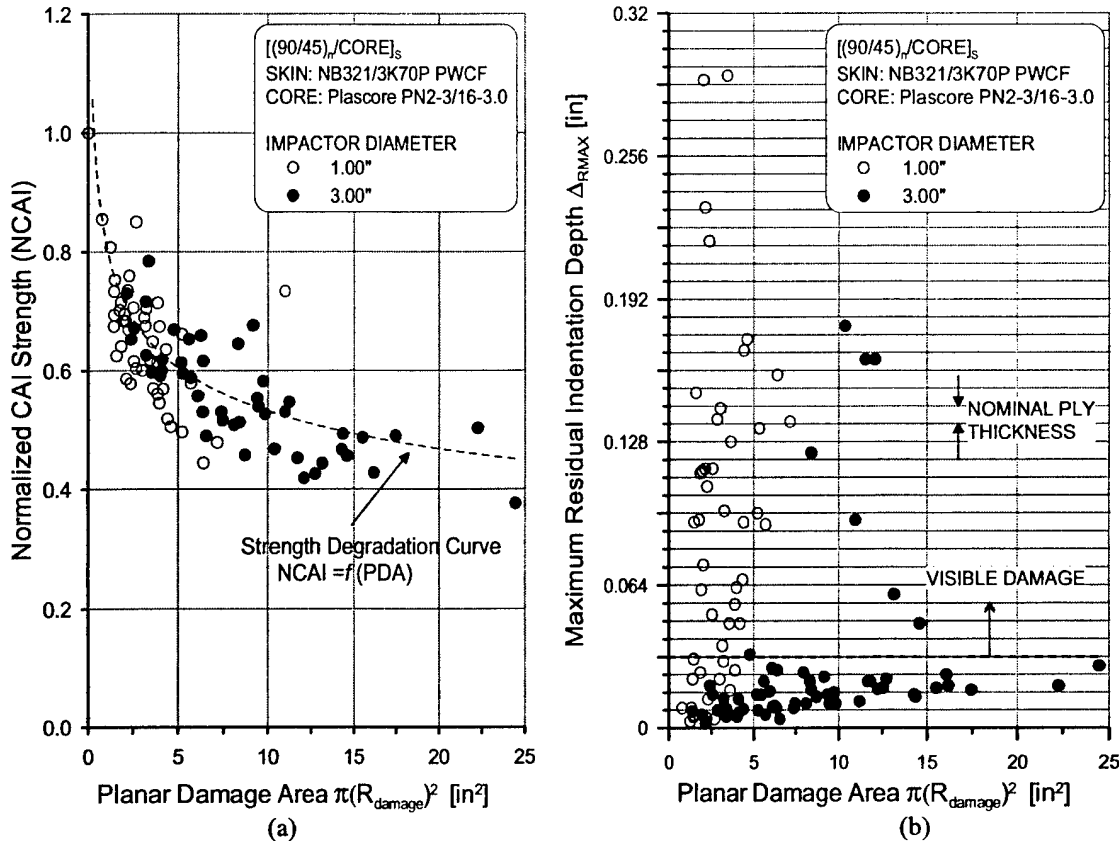 Normalized CAI Strength (NCAI)
1.2
1.0
0.8
0.6
0.4
0.2
0.0
0
5
10
15
20
25
[(90/45)n/CORE]S
SKIN: NB321/3K70P PWCF
CORE: Plascore PN2-3/16-3.0
IMPACTOR DIAMETER
1.00"
3.00"
Strength Degradation Curve
NCAI =f (PDA)
Planar Damage Area π(Rdamage)² [in²]
(a)
Maximum Residual Indentation Depth ΔRMAX [in]
0.32
0.256
0.192
0.128
0.064
0
0
5
10
15
20
25
[(90/45)n/CORE]S
SKIN: NB321/3K70P PWCF
CORE: Plascore PN2-3/16-3.0
IMPACTOR DIAMETER
1.00"
3.00"
NOMINAL PLY
THICKNESS
VISIBLE DAMAGE
Planar Damage Area π(Rdamage)² [in²]
(b)